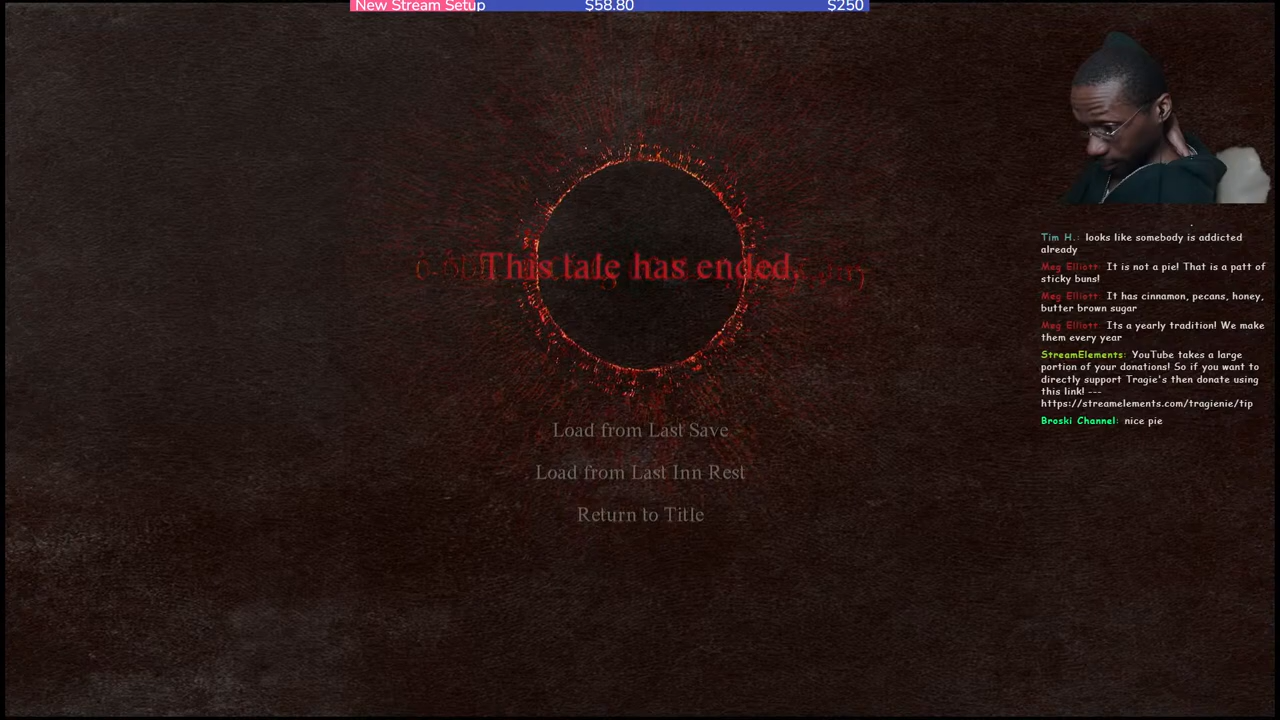 New Stream Setup $58.80 $250
This tale has ended.
Load from Last Save
Load from Last Inn Rest
Return to Title
Tim H.: looks like somebody is addicted
already
Meg Elliott: It is not a pie! That is a patt of
sticky buns!
Meg Elliott: It has cinnamon, pecans, honey,
butter brown sugar
Meg Elliott: Its a yearly tradition! We make
them every year
StreamElements: YouTube takes a large
portion of your donations! So if you want to
directly support Tragie's then donate using
this link! ---
https://streamelements.com/tragienie/tip
Broski Channel: nice pie